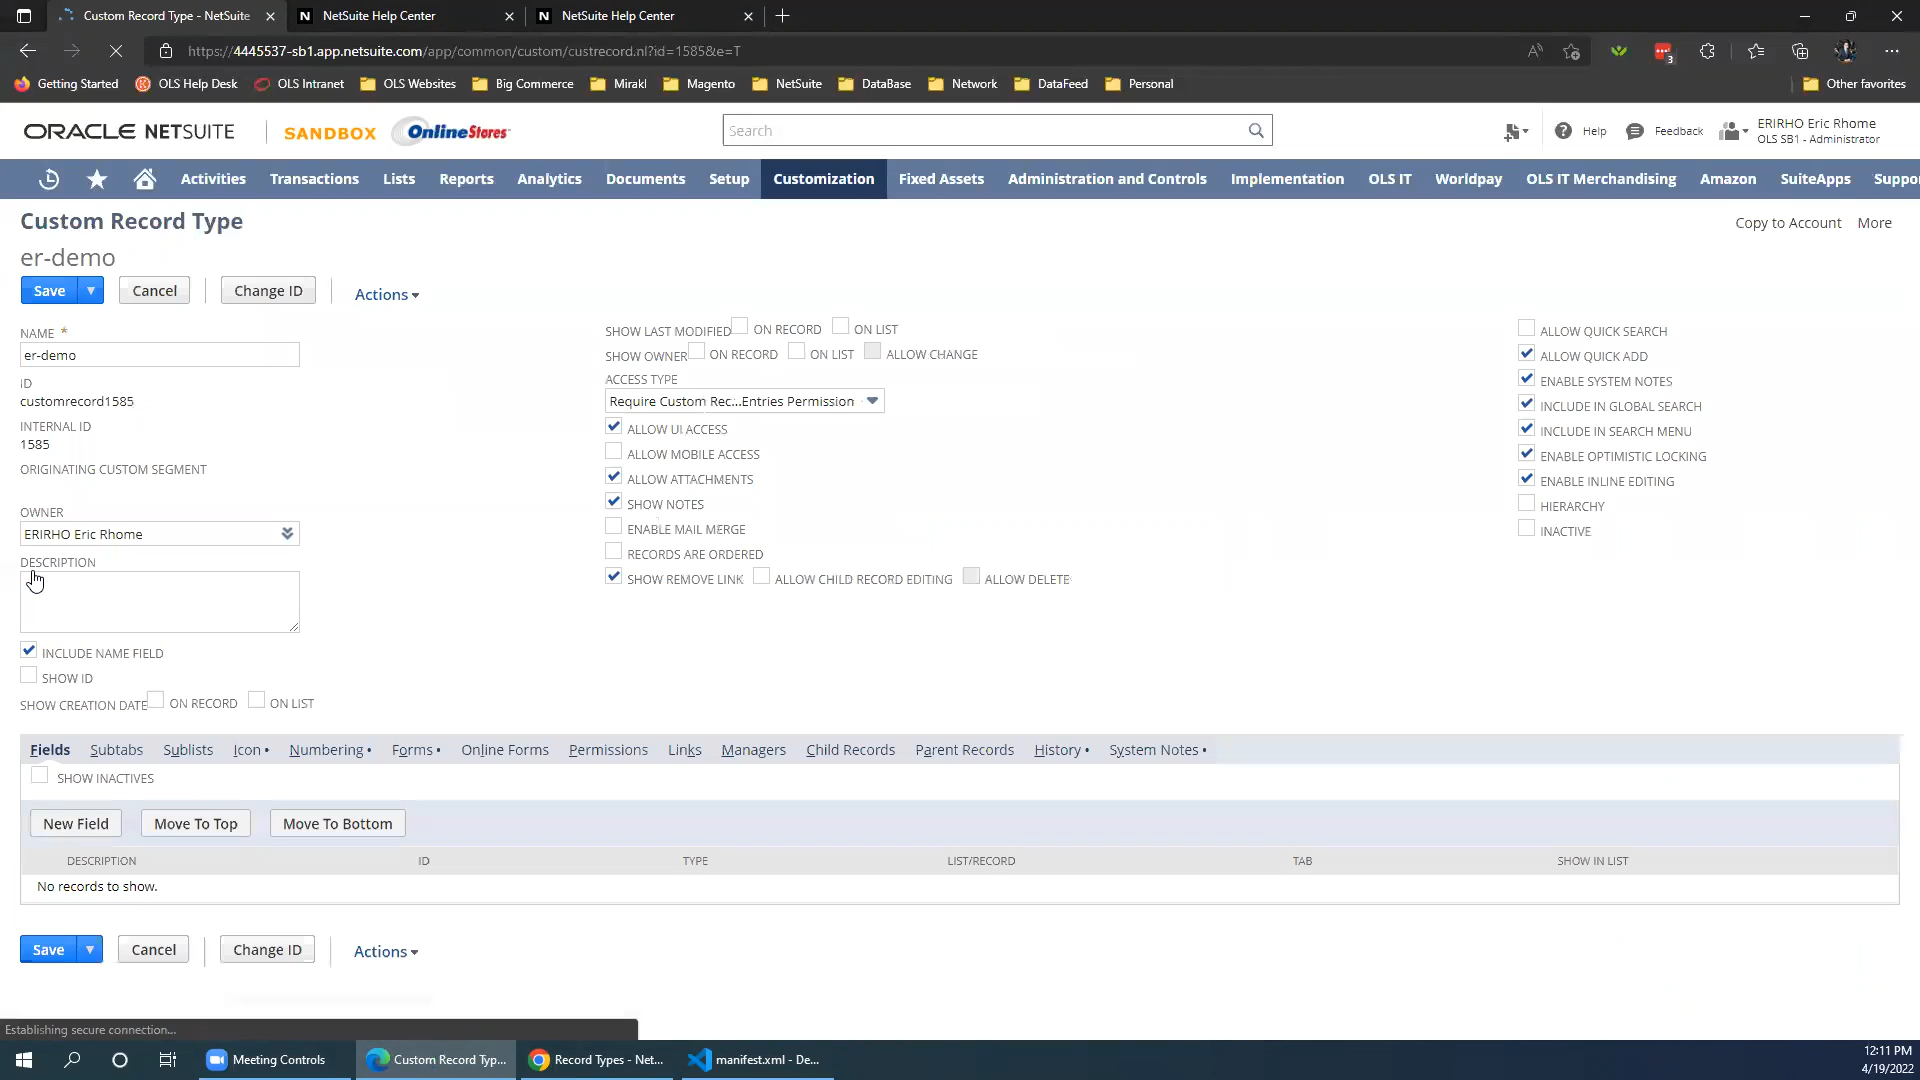 Custom Record Type - NetSuite
NetSuite Help Center
NetSuite Help Center
https://4445537-sb1.app.netsuite.com/app/common/custom/custrecord.nl?id=1585&e=T
3
Getting Started
OLS Help Desk
OLS Intranet
OLS Websites
Big Commerce
Mirakl
Magento
NetSuite
DataBase
Network
DataFeed
Personal
Other favorites
ORACLE NETSUITE
SANDBOX
OnlineStores
Search
Help
Feedback
ERIRHO Eric Rhome
OLS SB1 - Administrator
Activities
Transactions
Lists
Reports
Analytics
Documents
Setup
Customization
Fixed Assets
Administration and Controls
Implementation
OLS IT
Worldpay
OLS IT Merchandising
Amazon
SuiteApps
Suppo
Custom Record Type
Copy to Account
More
er-demo
Save
Cancel
Change ID
Actions
NAME *
er-demo
ID
customrecord1585
INTERNAL ID
1585
ORIGINATING CUSTOM SEGMENT
OWNER
ERIRHO Eric Rhome
DESCRIPTION
INCLUDE NAME FIELD
SHOW ID
SHOW CREATION DATE ON RECORD ON LIST
SHOW LAST MODIFIED ON RECORD ON LIST
SHOW OWNER ON RECORD ON LIST ALLOW CHANGE
ACCESS TYPE
Require Custom Rec...Entries Permission
ALLOW UI ACCESS
ALLOW MOBILE ACCESS
ALLOW ATTACHMENTS
SHOW NOTES
ENABLE MAIL MERGE
RECORDS ARE ORDERED
SHOW REMOVE LINK ALLOW CHILD RECORD EDITING ALLOW DELETE
ALLOW QUICK SEARCH
ALLOW QUICK ADD
ENABLE SYSTEM NOTES
INCLUDE IN GLOBAL SEARCH
INCLUDE IN SEARCH MENU
ENABLE OPTIMISTIC LOCKING
ENABLE INLINE EDITING
HIERARCHY
INACTIVE
Fields
Subtabs
Sublists
Icon •
Numbering •
Forms •
Online Forms
Permissions
Links
Managers
Child Records
Parent Records
History •
System Notes •
SHOW INACTIVES
New Field
Move To Top
Move To Bottom
DESCRIPTION
ID
TYPE
LIST/RECORD
TAB
SHOW IN LIST
No records to show.
Save
Cancel
Change ID
Actions
Establishing secure connection...
Meeting Controls
Custom Record Typ...
Record Types - Net...
manifest.xml - De...
12:11 PM
4/19/2022